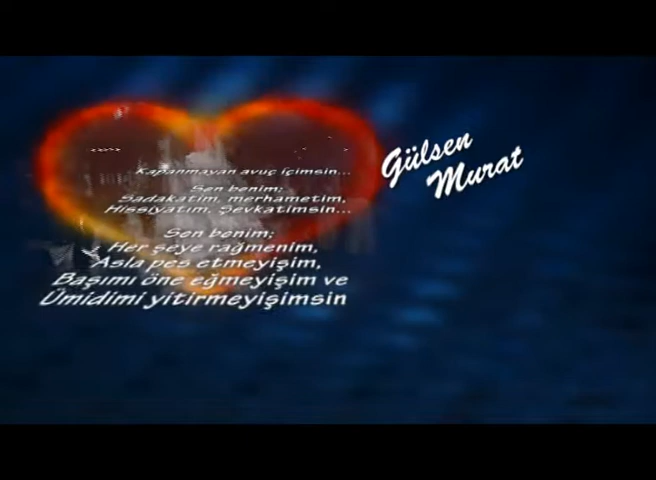 Kapanmayan avuç içimsin...
Sen benim;
Sadakatim, merhametim,
Hissiyatım, Şevkatimsin...
Sen benim;
Her şeye rağmenim,
Asla pes etmeyişim,
Başımı öne eğmeyişim ve
Ümidimi yitirmeyişimsin
Gülsen
Murat